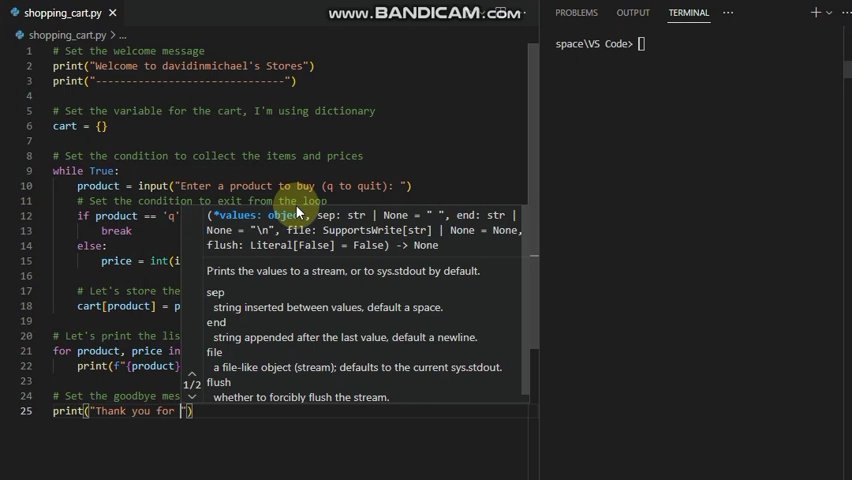 shopping_cart.py
www.BANDICAM.com
PROBLEMS OUTPUT TERMINAL
shopping_cart.py > ...
space\VS Code>
1 # Set the welcome message
2 print("Welcome to davidinmichael's Stores")
3 print("-------------------------------")
4
5 # Set the variable for the cart, I'm using dictionary
6 cart = {}
7
8 # Set the condition to collect the items and prices
9 while True:
10 product = input("Enter a product to buy (q to quit): ")
11 # Set the condition to exit from the loop
12 if product == 'q'
13 break
14 else:
15 price = int(i
16
17 # Let's store the
18 cart[product] = p
19
20 # Let's print the lis
21 for product, price in
22 print(f"{product}
23
24 # Set the goodbye mes
25 print("Thank you for ")
(*values: object, sep: str | None = " ", end: str |
None = "\n", file: SupportsWrite[str] | None = None,
flush: Literal[False] = False) -> None
Prints the values to a stream, or to sys.stdout by default.
sep
string inserted between values, default a space.
end
string appended after the last value, default a newline.
file
a file-like object (stream); defaults to the current sys.stdout.
1/2
flush
whether to forcibly flush the stream.